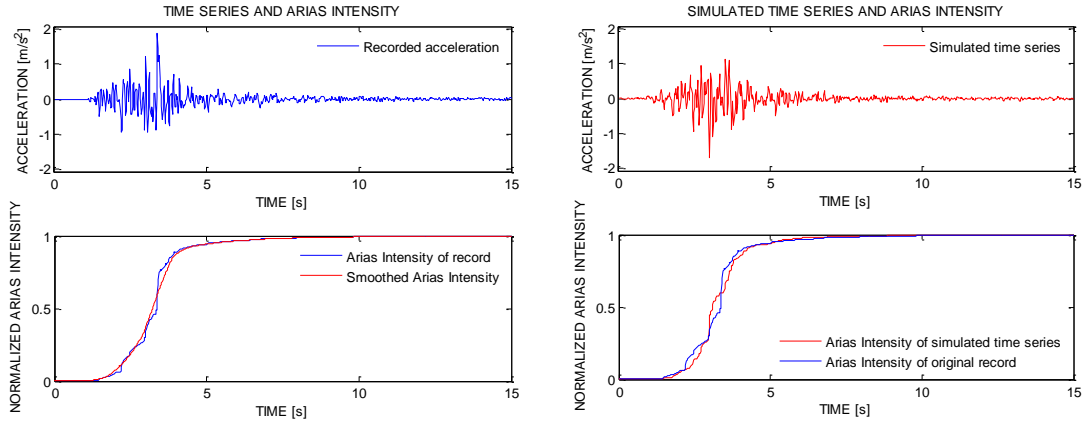 TIME SERIES AND ARIAS INTENSITY
2
1
0
-1
-2
ACCELERATION [m/s²]
Recorded acceleration
0
5
10
15
TIME [s]
1
0.5
0
NORMALIZED ARIAS INTENSITY
Arias Intensity of record
Smoothed Arias Intensity
0
5
10
15
TIME [s]
SIMULATED TIME SERIES AND ARIAS INTENSITY
2
1
0
-1
-2
ACCELERATION [m/s²]
Simulated time series
0
5
10
15
TIME [s]
1
0.5
0
NORMALIZED ARIAS INTENSITY
Arias Intensity of simulated time series
Arias Intensity of original record
0
5
10
15
TIME [s]